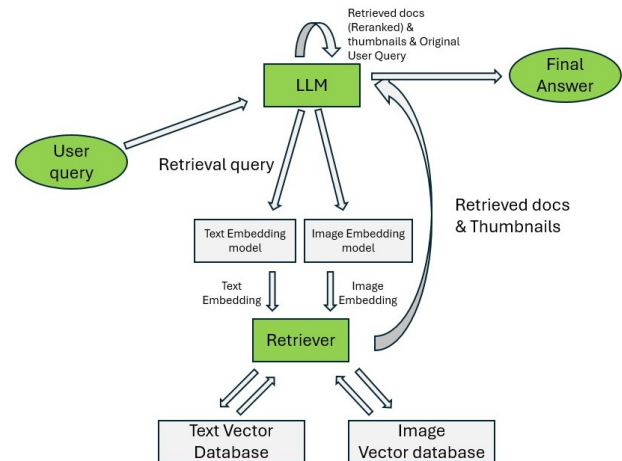 Retrieved docs
(Reranked) &
thumbnails & Original
User Query
LLM
Final
Answer
User
query
Retrieval query
Text Embedding
model
Image Embedding
model
Retrieved docs
& Thumbnails
Text
Embedding
Image
Embedding
Retriever
Text Vector
Database
Image
Vector database